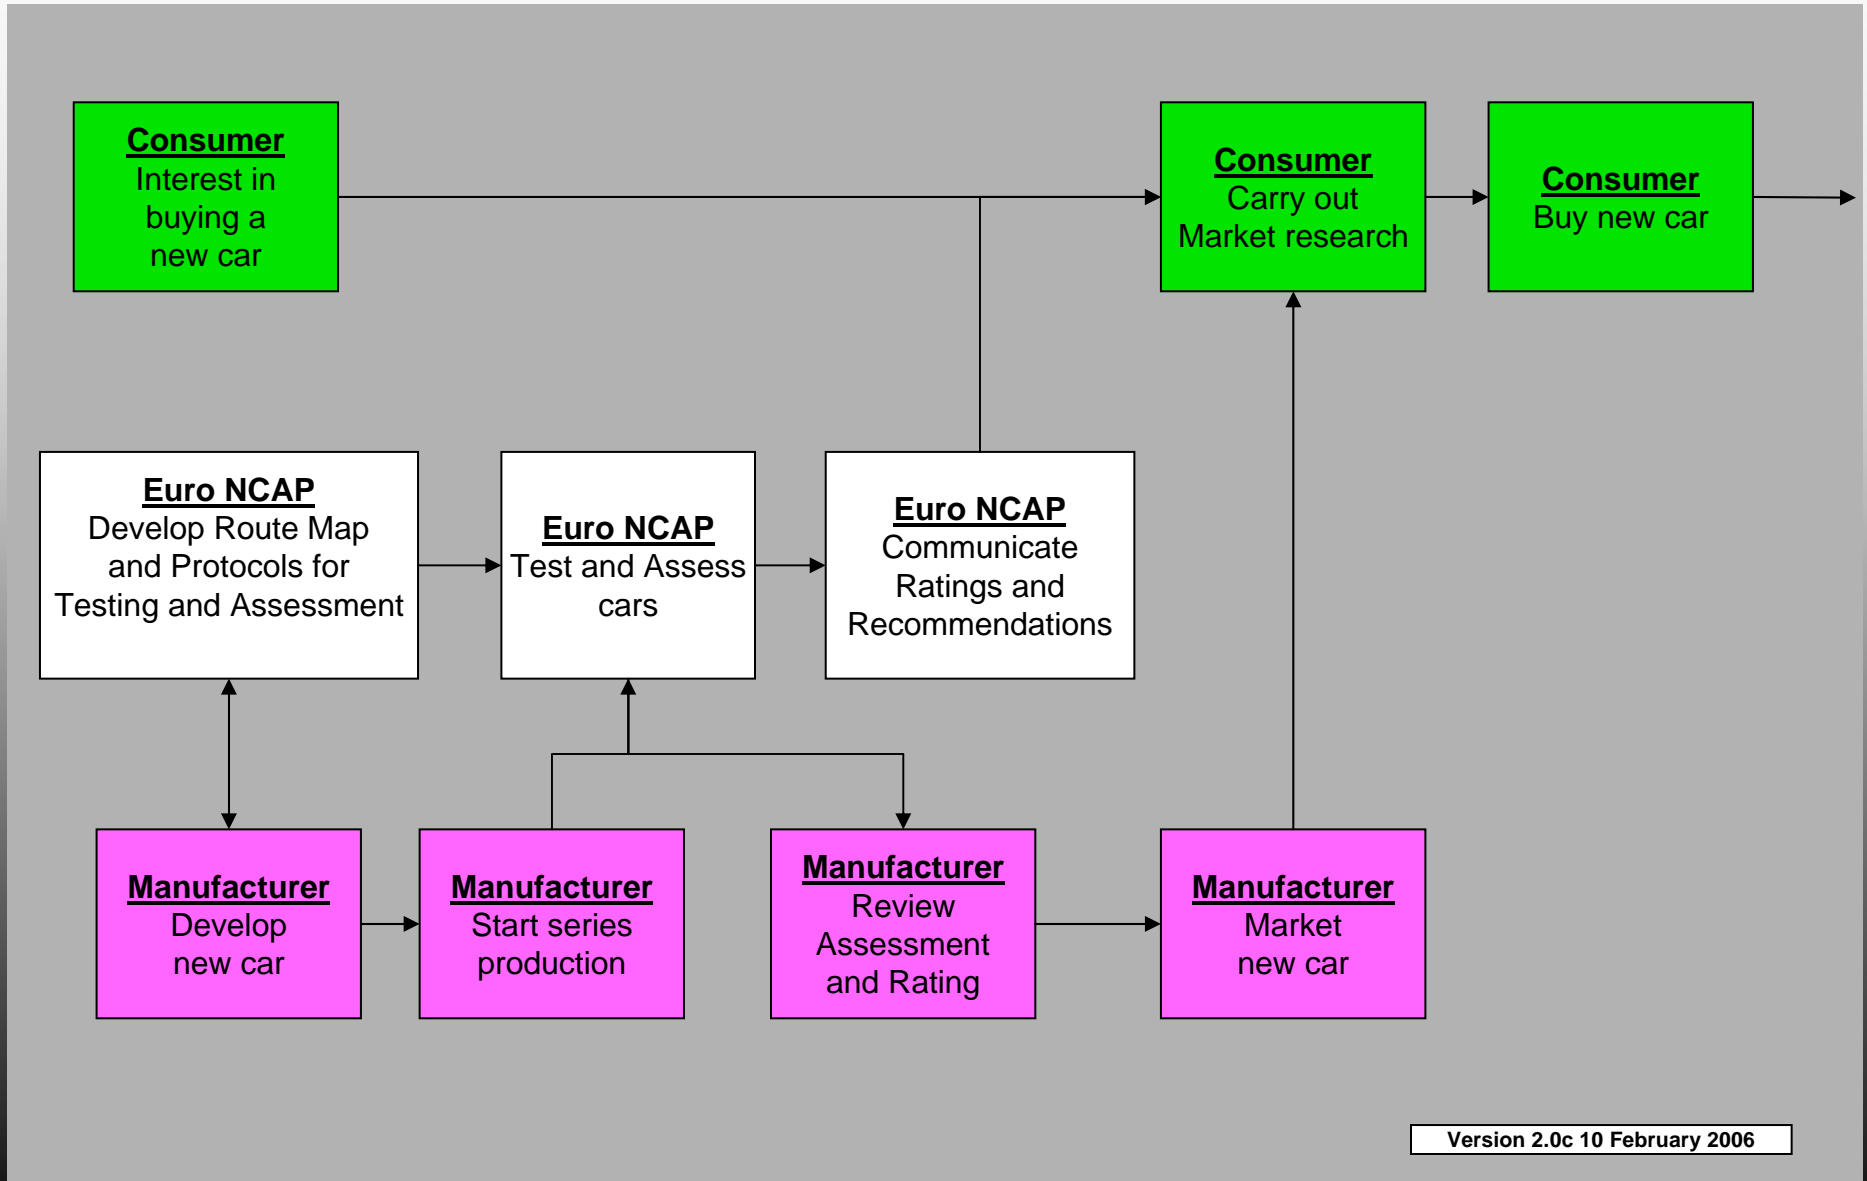 Consumer
Interest in
buying a
new car
Consumer
Carry out
Market research
Consumer
Buy new car
Euro NCAP
Develop Route Map
and Protocols for
Testing and Assessment
Euro NCAP
Test and Assess
cars
Euro NCAP
Communicate
Ratings and
Recommendations
Manufacturer
Develop
new car
Manufacturer
Start series
production
Manufacturer
Review
Assessment
and Rating
Manufacturer
Market
new car
Version 2.0c 10 February 2006